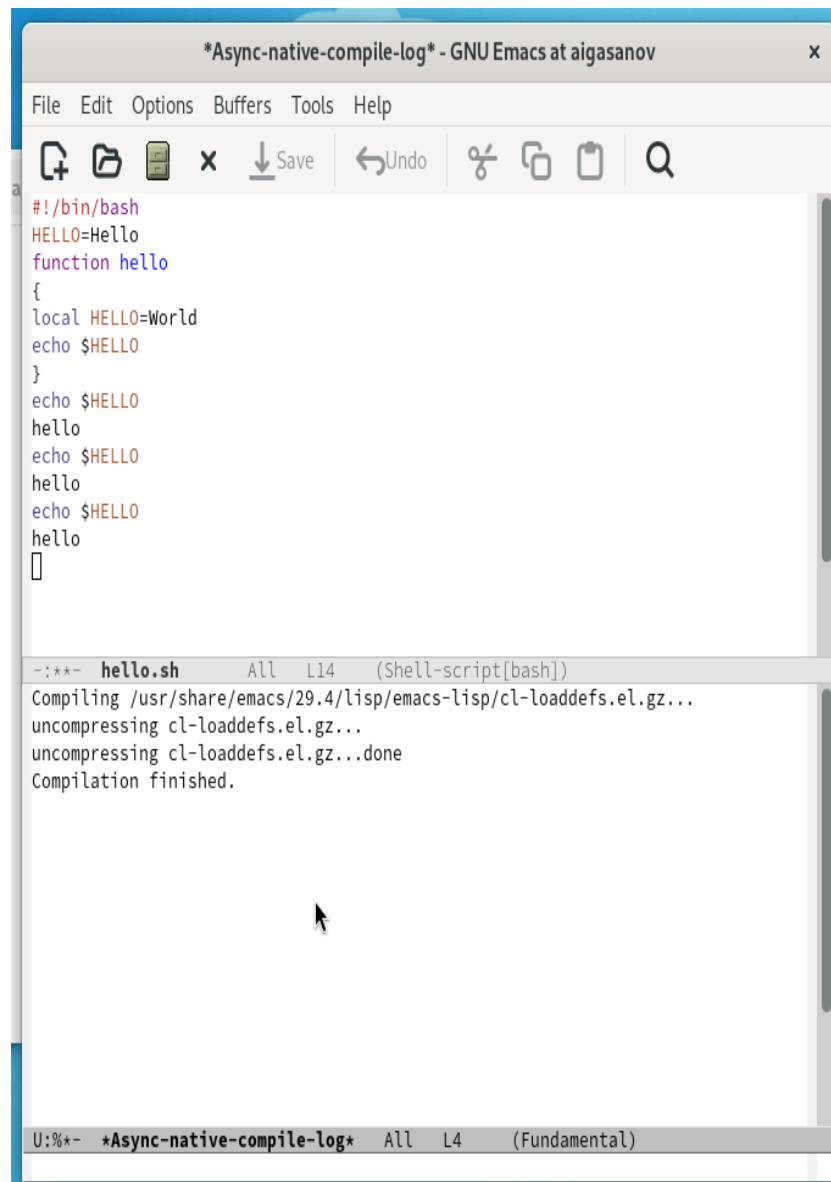 *Async-native-compile-log* - GNU Emacs at aigasanov x
File Edit Options Buffers Tools Help
Save Undo
a
#!/bin/bash
HELLO=Hello
function hello
{
local HELLO=World
echo $HELLO
}
echo $HELLO
hello
echo $HELLO
hello
echo $HELLO
hello
-:**- hello.sh All L14 (Shell-script[bash])
Compiling /usr/share/emacs/29.4/lisp/emacs-lisp/cl-loaddefs.el.gz...
uncompressing cl-loaddefs.el.gz...
uncompressing cl-loaddefs.el.gz...done
Compilation finished.
U:%*- *Async-native-compile-log* All L4 (Fundamental)